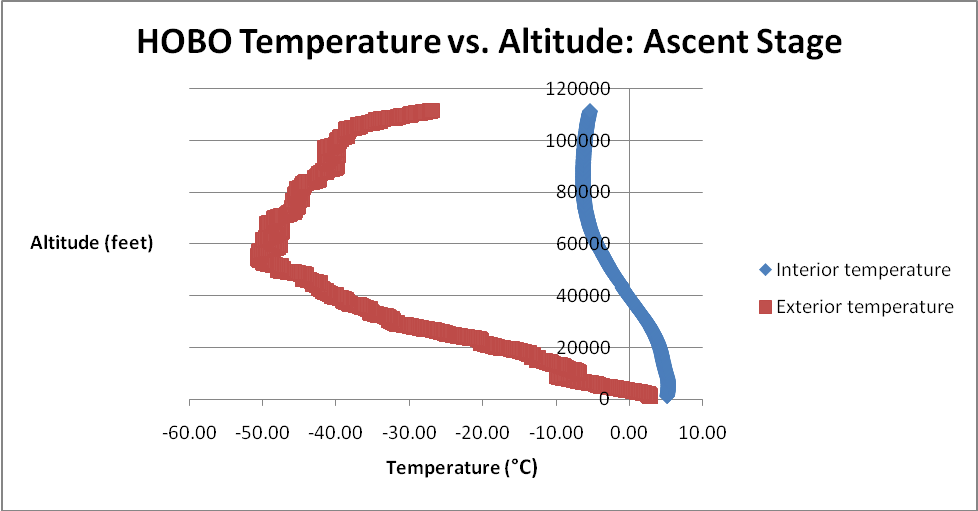 HOBO Temperature vs. Altitude: Ascent Stage
120000
100000
80000
60000
40000
20000
0
Altitude (feet)
Interior temperature
Exterior temperature
-60.00 -50.00 -40.00 -30.00 -20.00 -10.00 0.00 10.00
Temperature (°C)